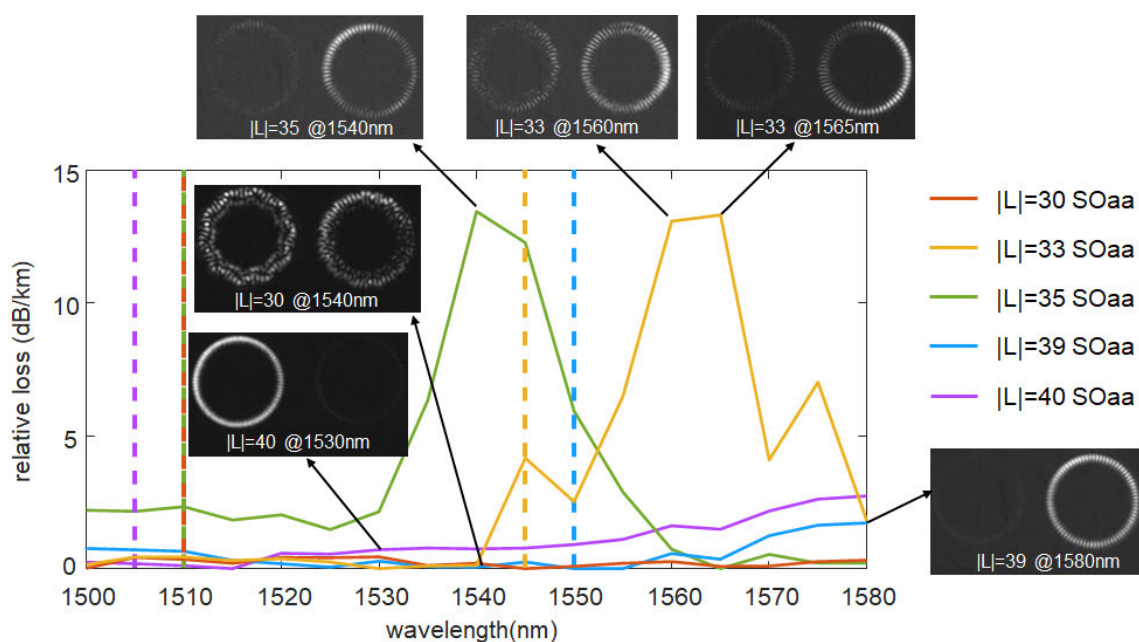 |L|=35 @1540nm
|L|=33 @1560nm
|L|=33 @1565nm
15
10
5
0
relative loss (dB/km)
|L|=30 @1540nm
|L|=40 @1530nm
|L|=30 SOaa
|L|=33 SOaa
|L|=35 SOaa
|L|=39 SOaa
|L|=40 SOaa
|L|=39 @1580nm
1500 1510 1520 1530 1540 1550 1560 1570 1580
wavelength(nm)